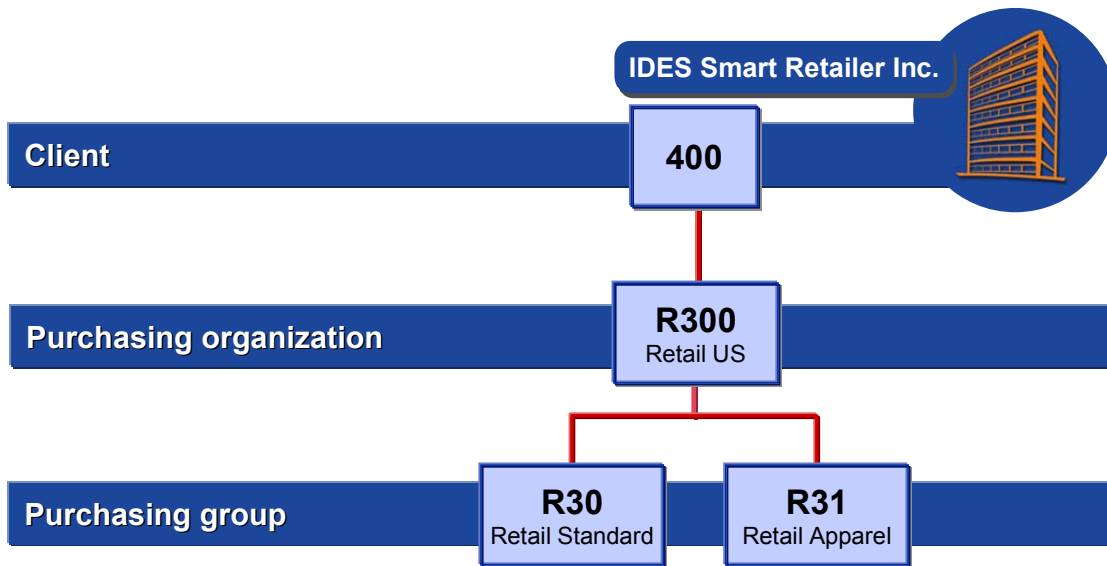 IDES Smart Retailer Inc.
Client
400
Purchasing organization
R300
Retail US
Purchasing group
R30
Retail Standard
R31
Retail Apparel